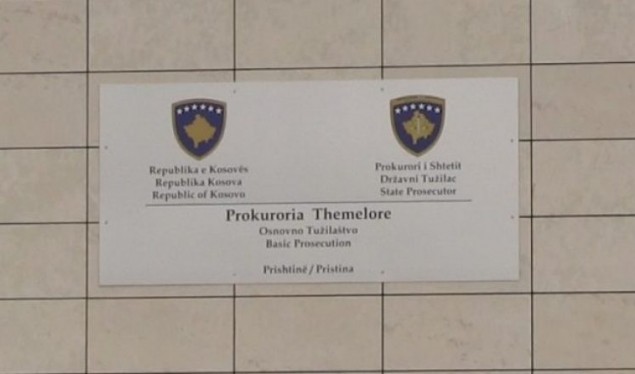 Republika e Kosovës
Republika Kosova
Republic of Kosovo
Prokurori i Shtetit
Državni Tužilac
State Prosecutor
Prokuroria Themelore
Osnovno Tužilaštvo
Basic Prosecution
Prishtinë / Pristina